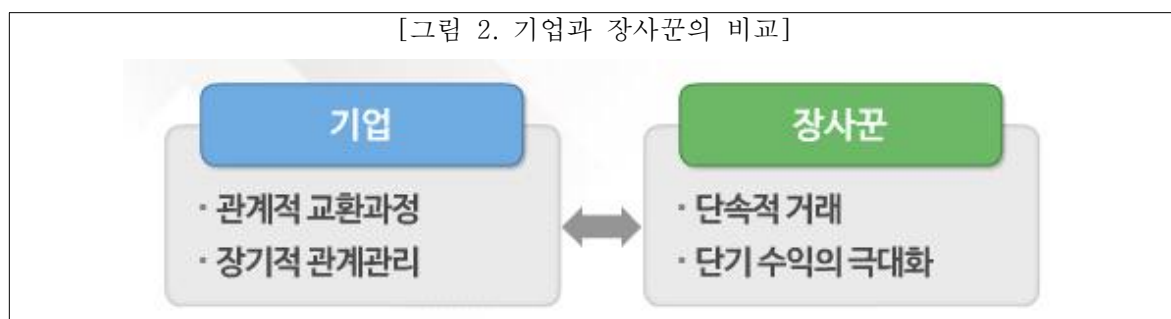 [그림 2. 기업과 장사꾼의 비교]
기업
· 관계적 교환과정
· 장기적 관계관리
장사꾼
· 단속적 거래
· 단기 수익의 극대화